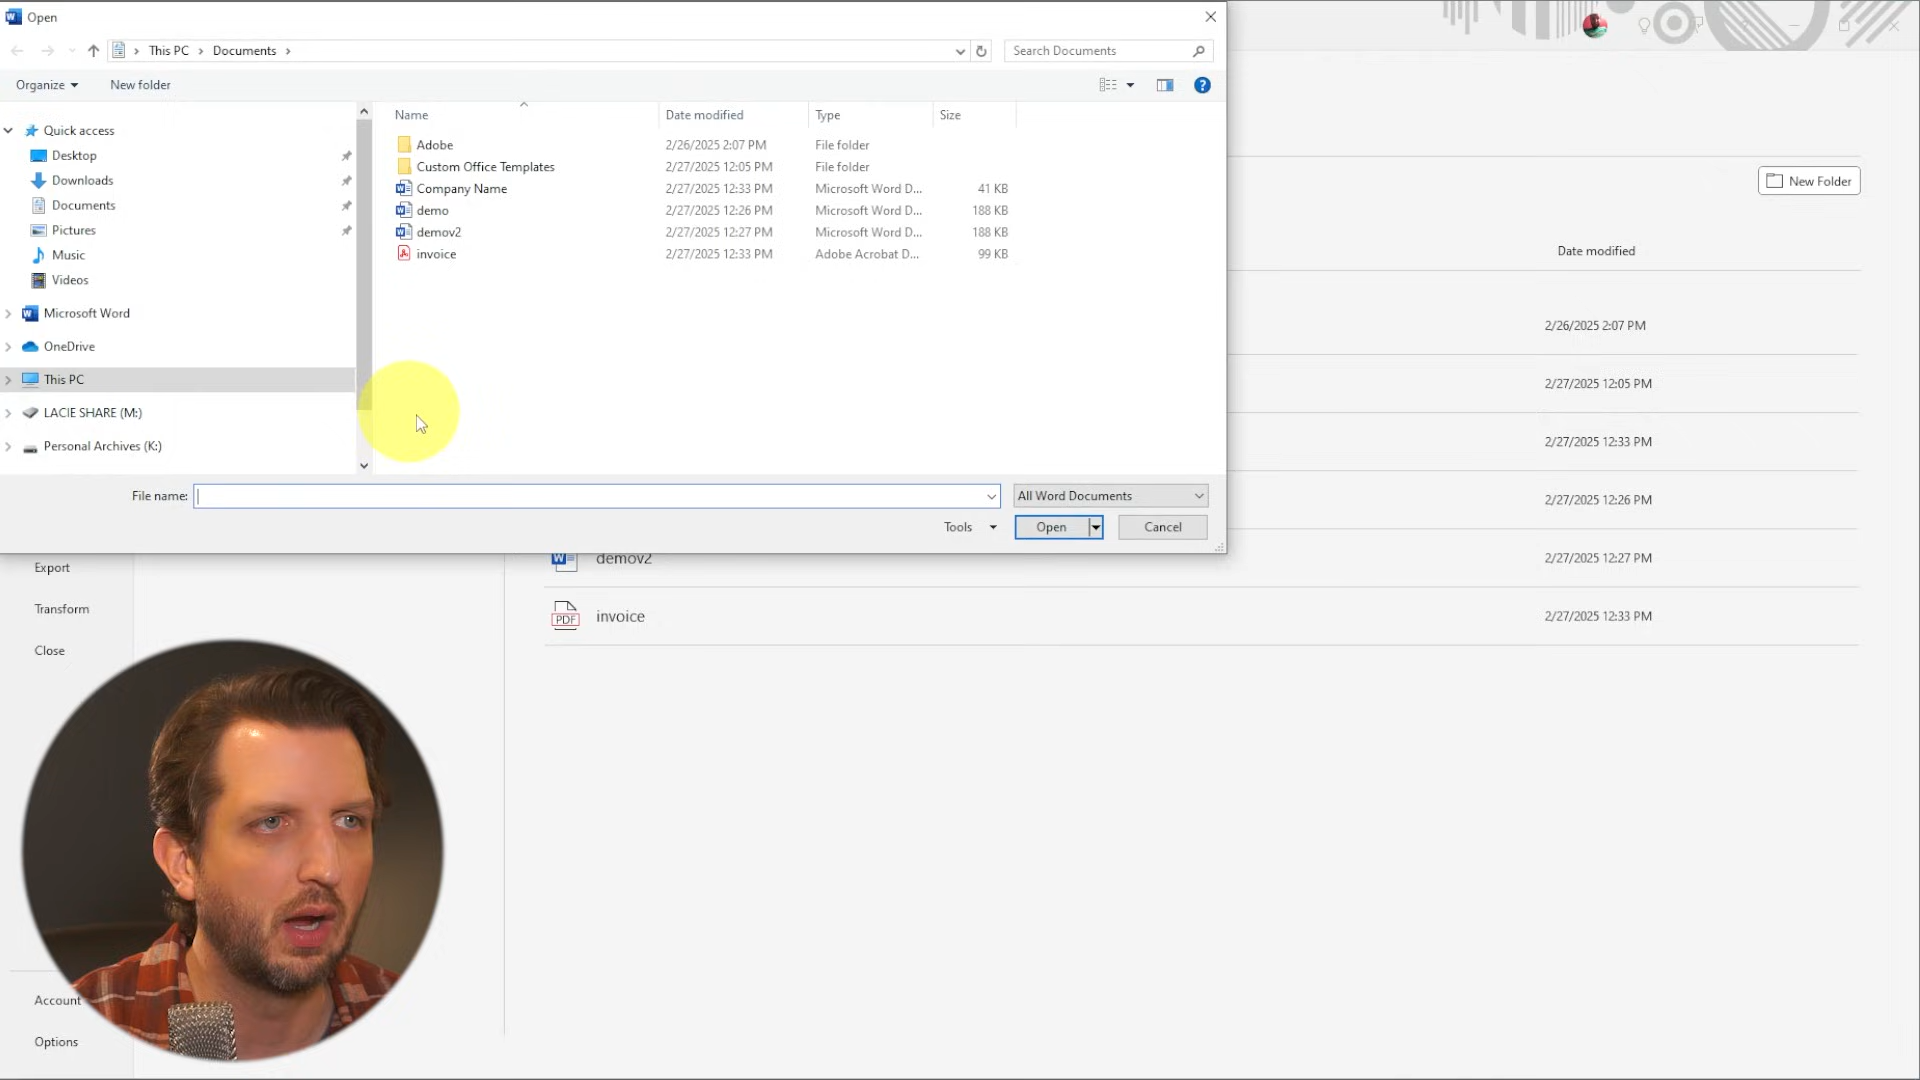 Open
This PC > Documents >
Search Documents
Organize
New folder
Quick access
Desktop
Downloads
Documents
Pictures
Music
Videos
Microsoft Word
OneDrive
This PC
LACIE SHARE (M:)
Personal Archives (K:)
Name Date modified Type Size
Adobe 2/26/2025 2:07 PM File folder
Custom Office Templates 2/27/2025 12:05 PM File folder
Company Name 2/27/2025 12:33 PM Microsoft Word D... 41 KB
demo 2/27/2025 12:26 PM Microsoft Word D... 188 KB
demov2 2/27/2025 12:27 PM Microsoft Word D... 188 KB
invoice 2/27/2025 12:33 PM Adobe Acrobat D... 99 KB
File name:
All Word Documents
Tools
Open
Cancel
New Folder
Date modified
2/26/2025 2:07 PM
2/27/2025 12:05 PM
2/27/2025 12:33 PM
2/27/2025 12:26 PM
demov2 2/27/2025 12:27 PM
PDF invoice 2/27/2025 12:33 PM
Export
Transform
Close
Account
Options